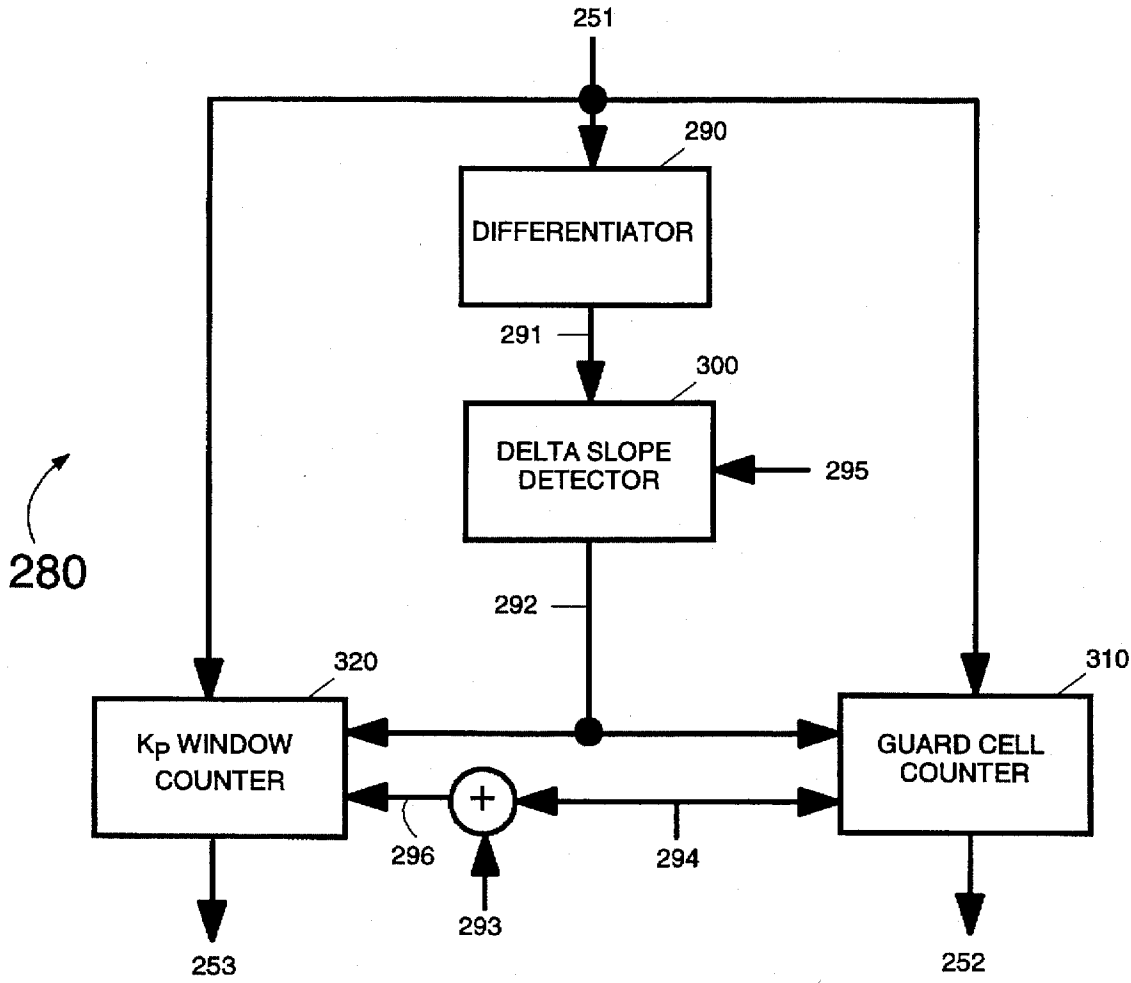 251
290
DIFFERENTIATOR
291
300
DELTA SLOPE
DETECTOR
295
280
292
320
310
KP WINDOW
COUNTER
GUARD CELL
COUNTER
+
296
294
293
253
252